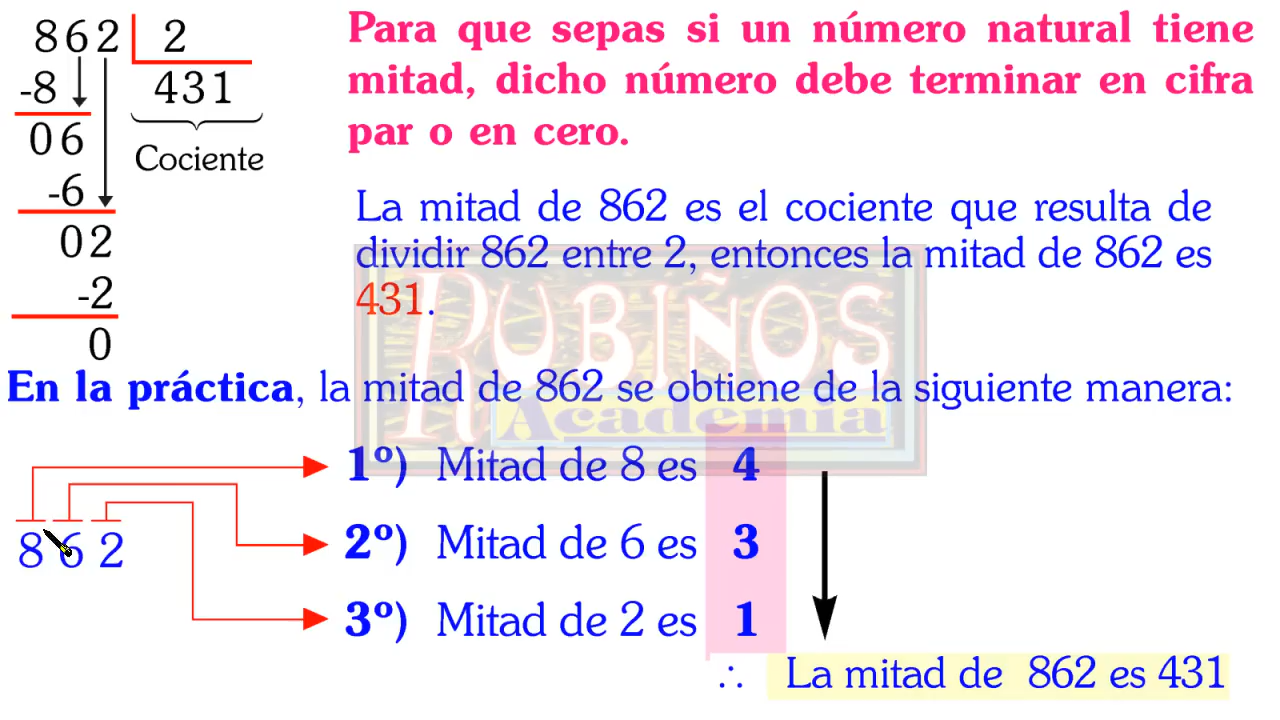 862 2
-8 431
06 Cociente
-6
02
-2
0
Para que sepas si un número natural tiene
mitad, dicho número debe terminar en cifra
par o en cero.
La mitad de 862 es el cociente que resulta de
dividir 862 entre 2, entonces la mitad de 862 es
431.
RUBIÑOS
Academia
En la práctica, la mitad de 862 se obtiene de la siguiente manera:
862
1º) Mitad de 8 es 4
2º) Mitad de 6 es 3
3º) Mitad de 2 es 1
∴ La mitad de 862 es 431